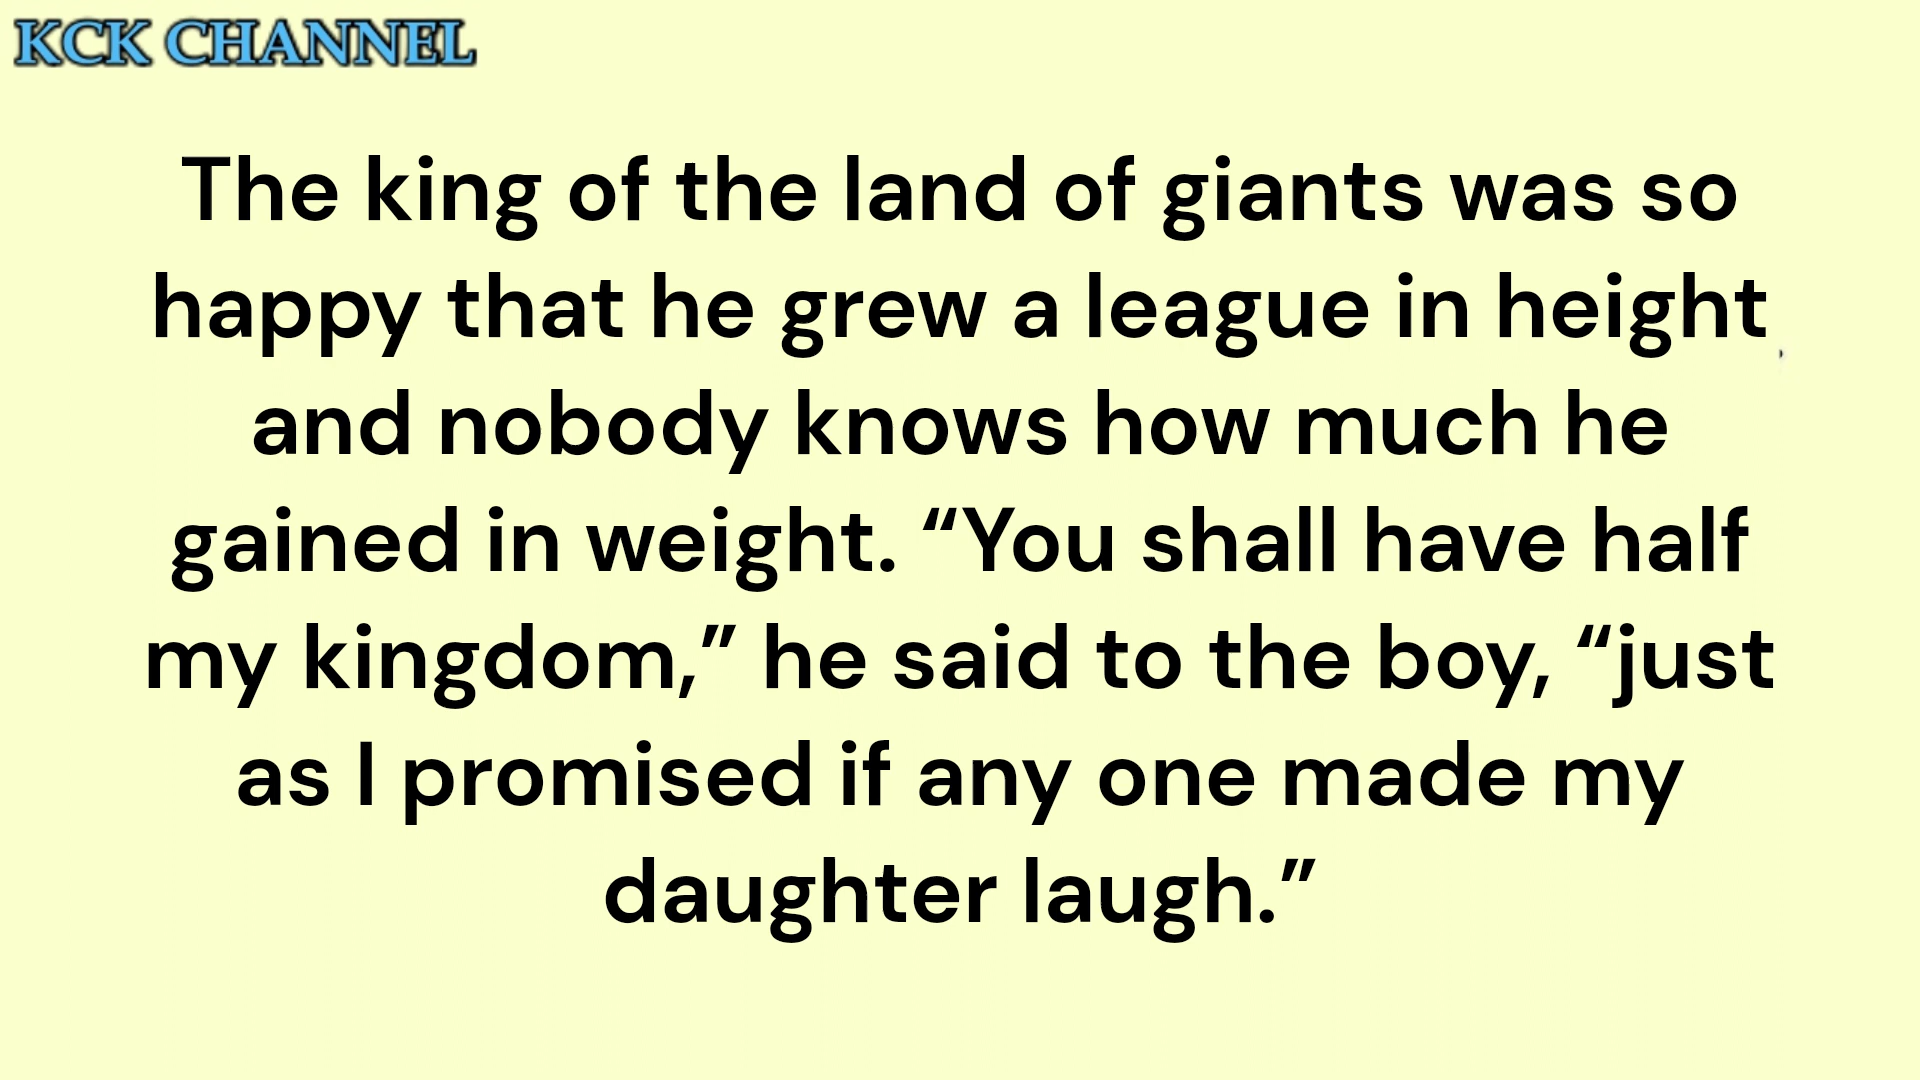 KCK CHANNEL
The king of the land of giants was so
happy that he grew a league in height
and nobody knows how much he
gained in weight. “You shall have half
my kingdom,” he said to the boy, “just
as I promised if any one made my
daughter laugh.”